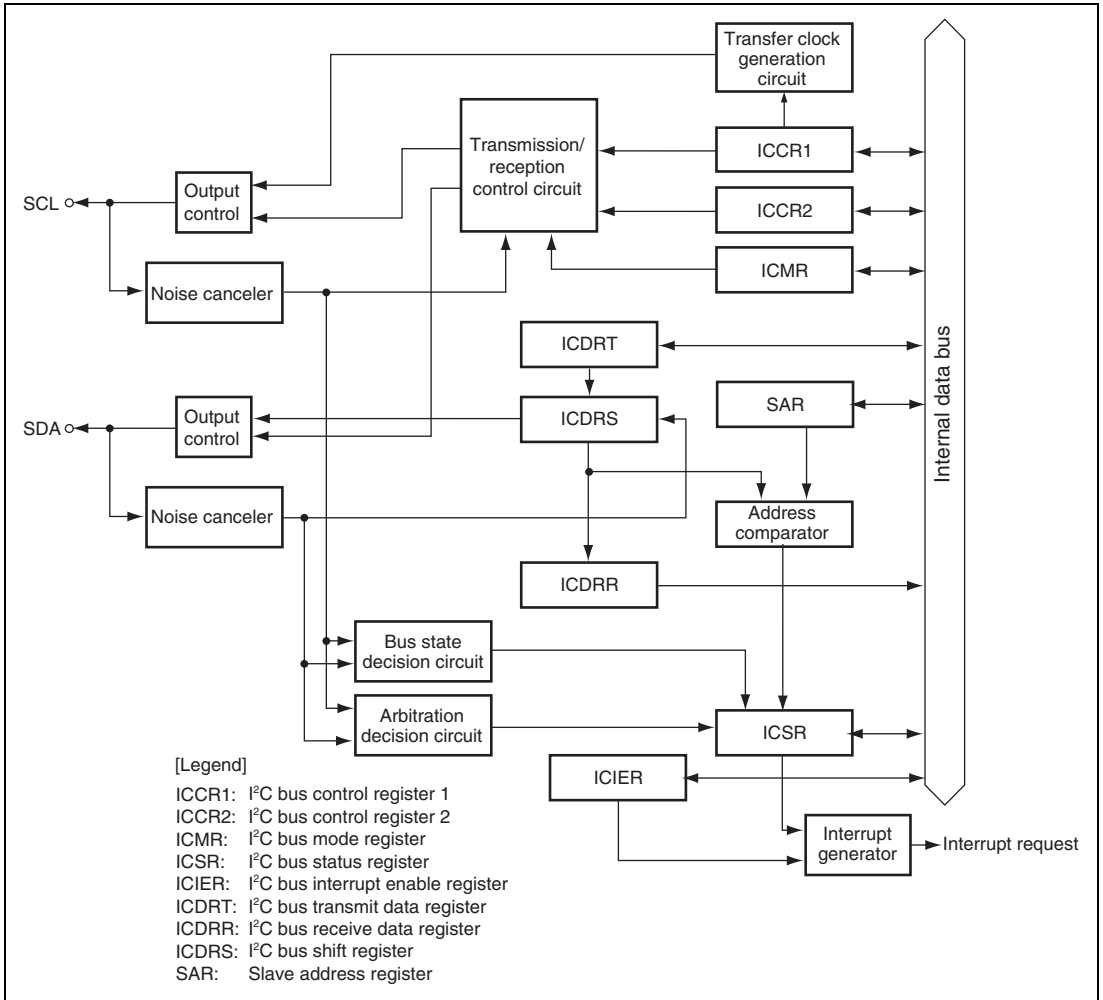 Transfer clock
generation
circuit
Transmission/
reception
control circuit
ICCR1
SCL
Output
control
ICCR2
ICMR
Noise canceler
ICDRT
Internal data bus
SDA
Output
control
ICDRS
SAR
Noise canceler
Address
comparator
ICDRR
Bus state
decision circuit
Arbitration
decision circuit
ICSR
ICIER
Interrupt
generator
Interrupt request
[Legend]
ICCR1: I²C bus control register 1
ICCR2: I²C bus control register 2
ICMR: I²C bus mode register
ICSR: I²C bus status register
ICIER: I²C bus interrupt enable register
ICDRT: I²C bus transmit data register
ICDRR: I²C bus receive data register
ICDRS: I²C bus shift register
SAR: Slave address register